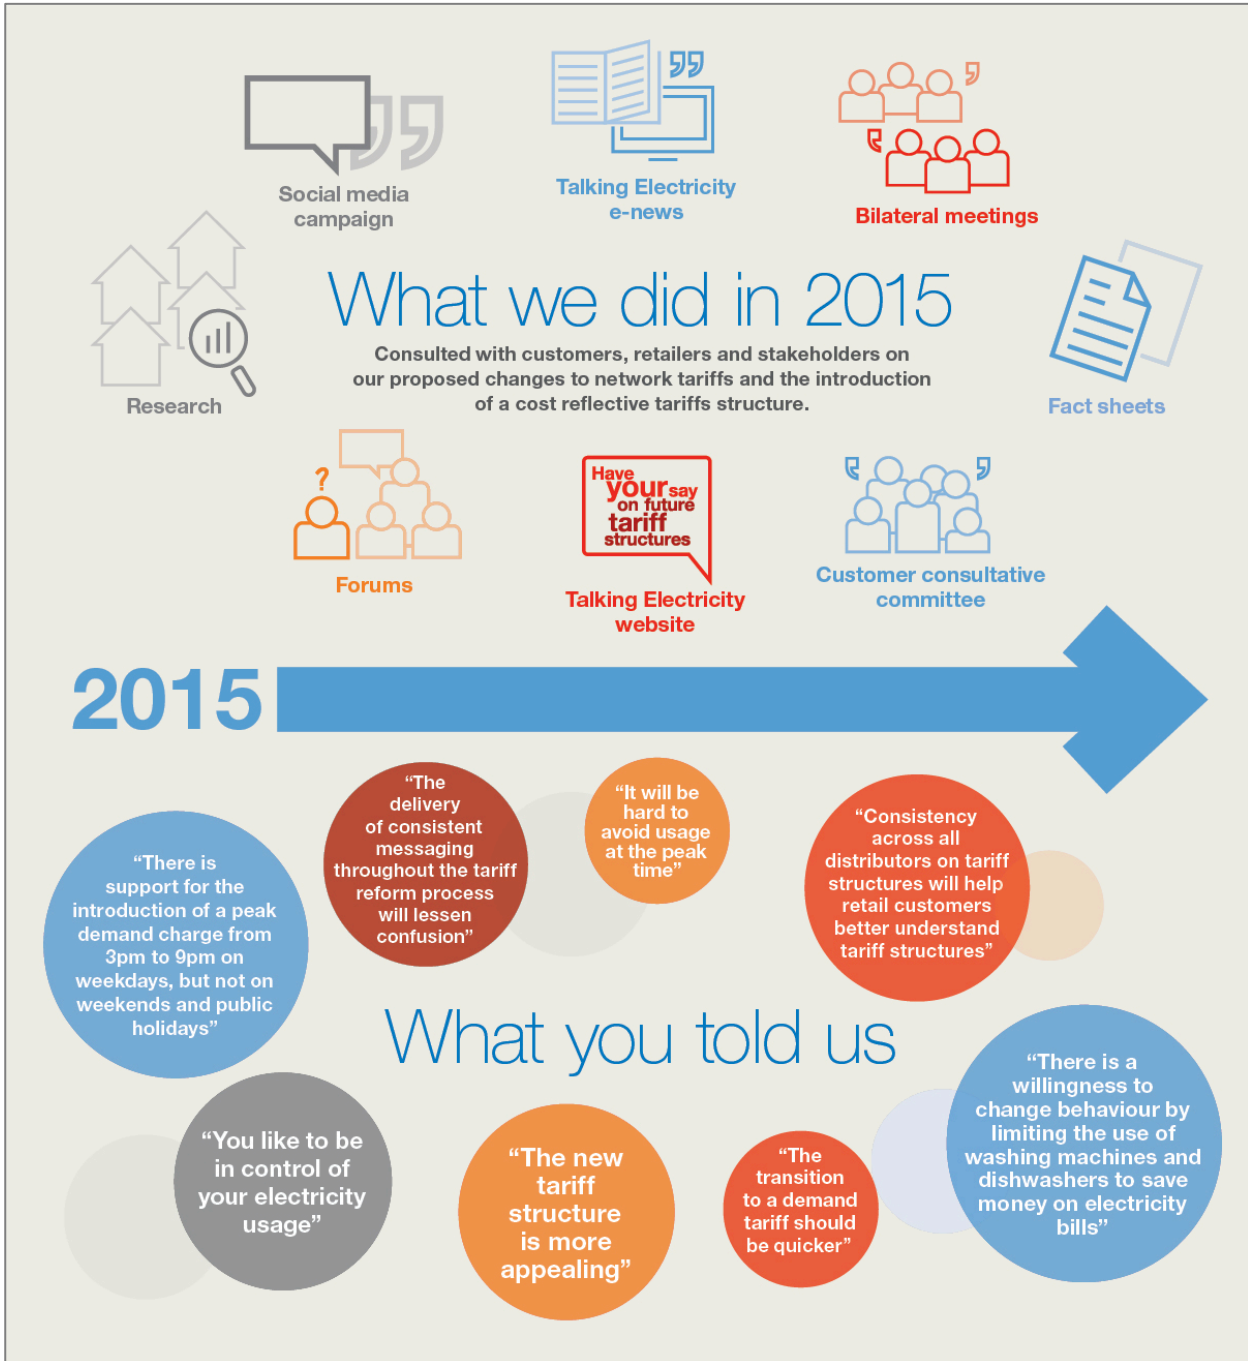 Social media
campaign
Talking Electricity
e-news
Bilateral meetings
Research
What we did in 2015
Consulted with customers, retailers and stakeholders on
our proposed changes to network tariffs and the introduction
of a cost reflective tariffs structure.
Fact sheets
?
Forums
Have
your say
on future
tariff
structures
Talking Electricity
website
Customer consultative
committee
2015
“There is
support for the
introduction of a peak
demand charge from
3pm to 9pm on
weekdays, but not on
weekends and public
holidays”
“The
delivery
of consistent
messaging
throughout the tariff
reform process
will lessen
confusion”
“It will be
hard to
avoid usage
at the peak
time”
“Consistency
across all
distributors on tariff
structures will help
retail customers
better understand
tariff structures”
What you told us
“You like to be
in control of
your electricity
usage”
“The new
tariff
structure
is more
appealing”
“The
transition
to a demand
tariff should
be quicker”
“There is a
willingness to
change behaviour by
limiting the use of
washing machines and
dishwashers to save
money on electricity
bills”